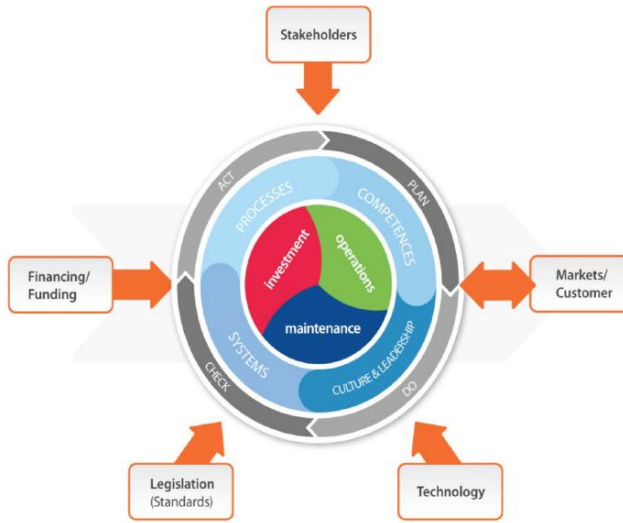 Stakeholders
ACT
PLAN
PROCESSES
COMPETENCES
investment
operations
Financing/
Funding
Markets/
Customer
maintenance
SYSTEMS
CULTURE & LEADERSHIP
CHECK
DO
Legislation
(Standards)
Technology